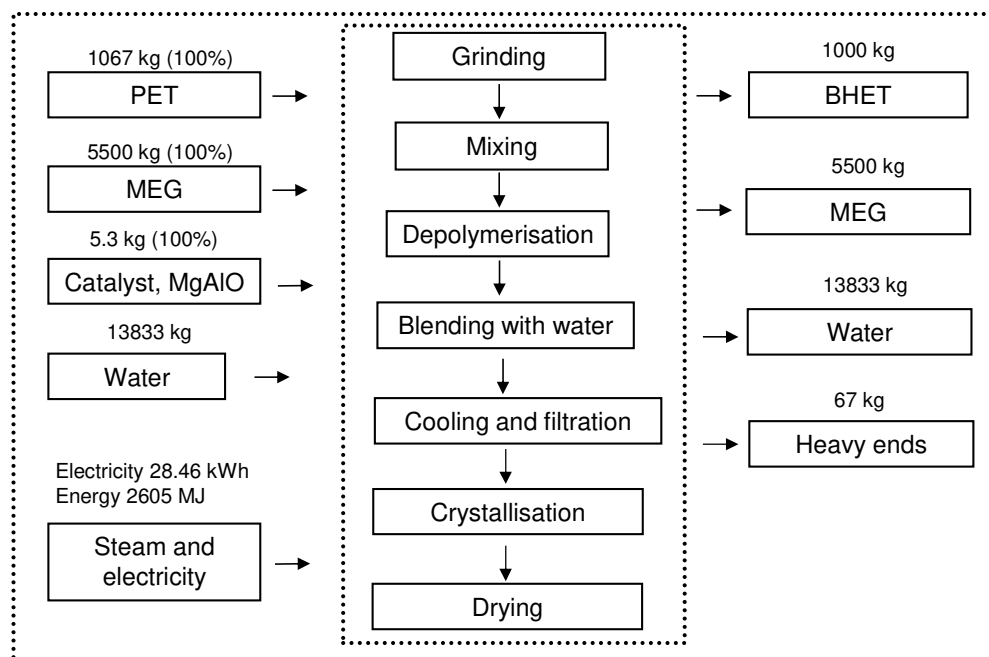 1067 kg (100%)
PET
5500 kg (100%)
MEG
5.3 kg (100%)
Catalyst, MgAlO
13833 kg
Water
Electricity 28.46 kWh
Energy 2605 MJ
Steam and
electricity
Grinding
Mixing
Depolymerisation
Blending with water
Cooling and filtration
Crystallisation
Drying
1000 kg
BHET
5500 kg
MEG
13833 kg
Water
67 kg
Heavy ends